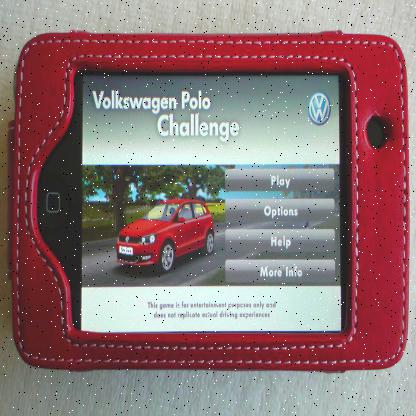 Volkswagen Polo
Challenge
Play
Options
Help
More Info
This game is for entertainment purposes only and
does not replicate actual driving experiences